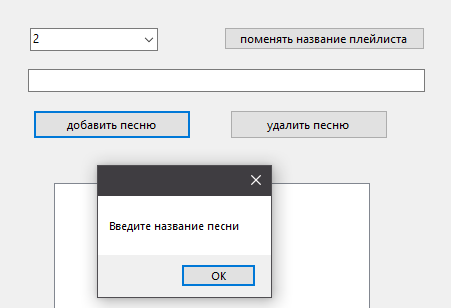 2
поменять название плейлиста
добавить песню
удалить песню
Введите название песни
ОК